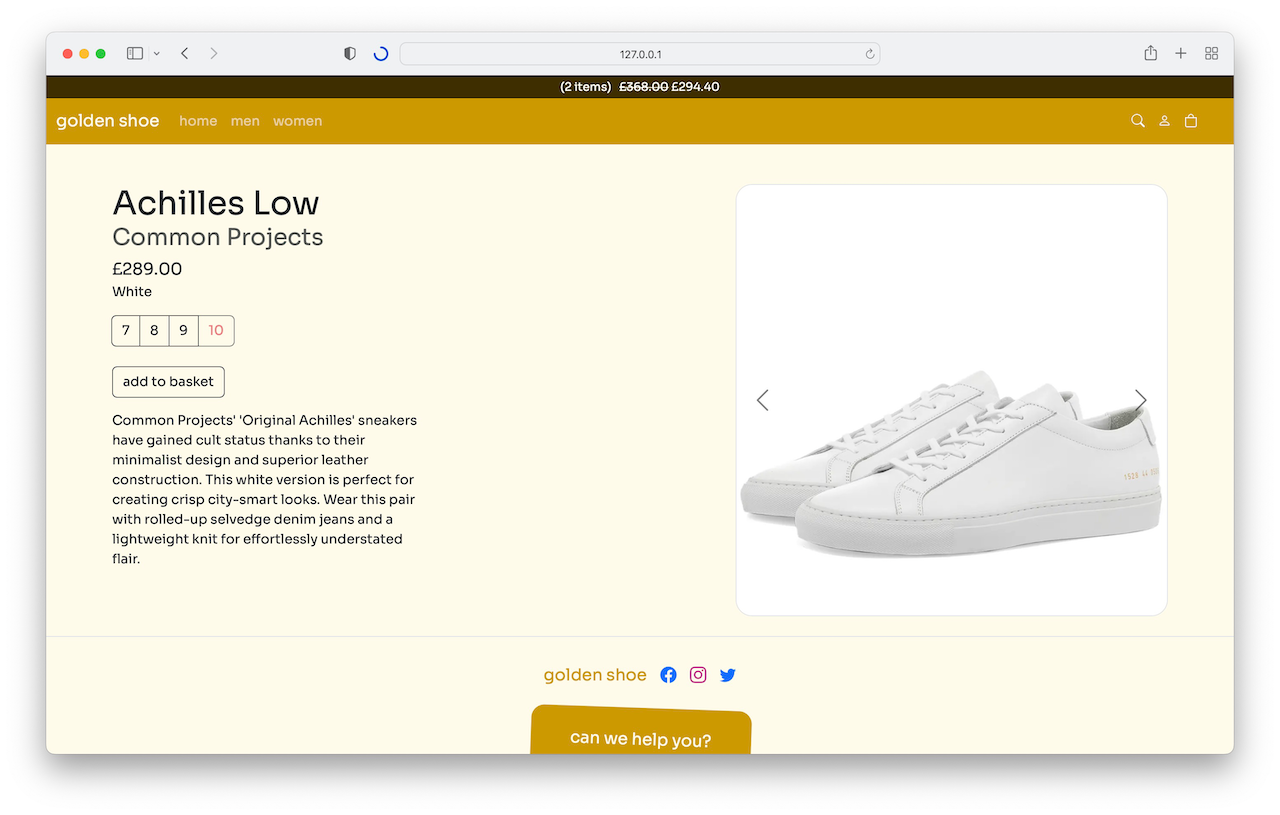 127.0.0.1
(2 items) £368.00 £294.40
golden shoe home men women
Achilles Low
Common Projects
£289.00
White
7 8 9 10
add to basket
Common Projects' 'Original Achilles' sneakers
have gained cult status thanks to their
minimalist design and superior leather
construction. This white version is perfect for
creating crisp city-smart looks. Wear this pair
with rolled-up selvedge denim jeans and a
lightweight knit for effortlessly understated
flair.
1528 44
golden shoe
can we help you?